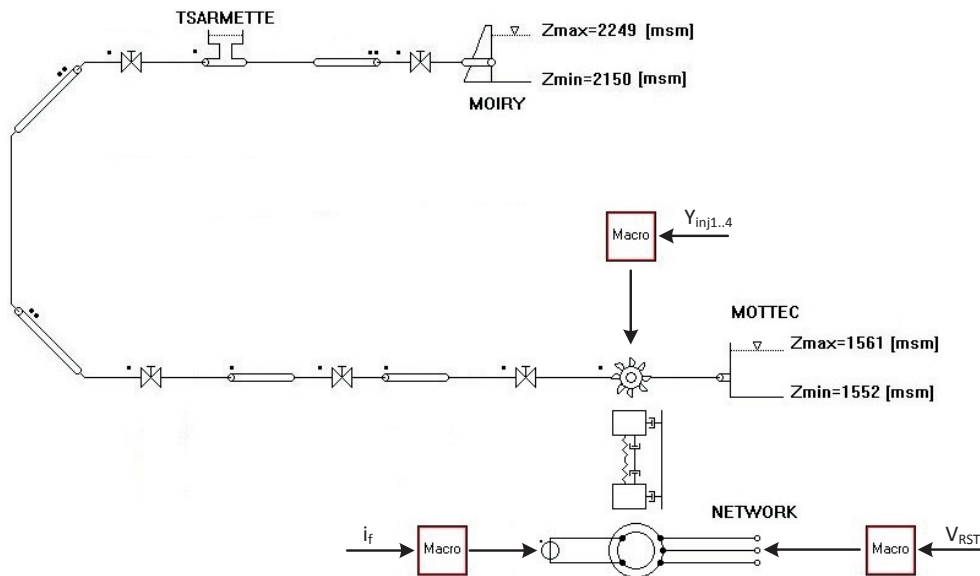 TSARMETTE
Zmax=2249 [msm]
Zmin=2150 [msm]
MOIRY
Macro
Yinj1..4
MOTTEC
Zmax=1561 [msm]
Zmin=1552 [msm]
NETWORK
if
Macro
Macro
VRST